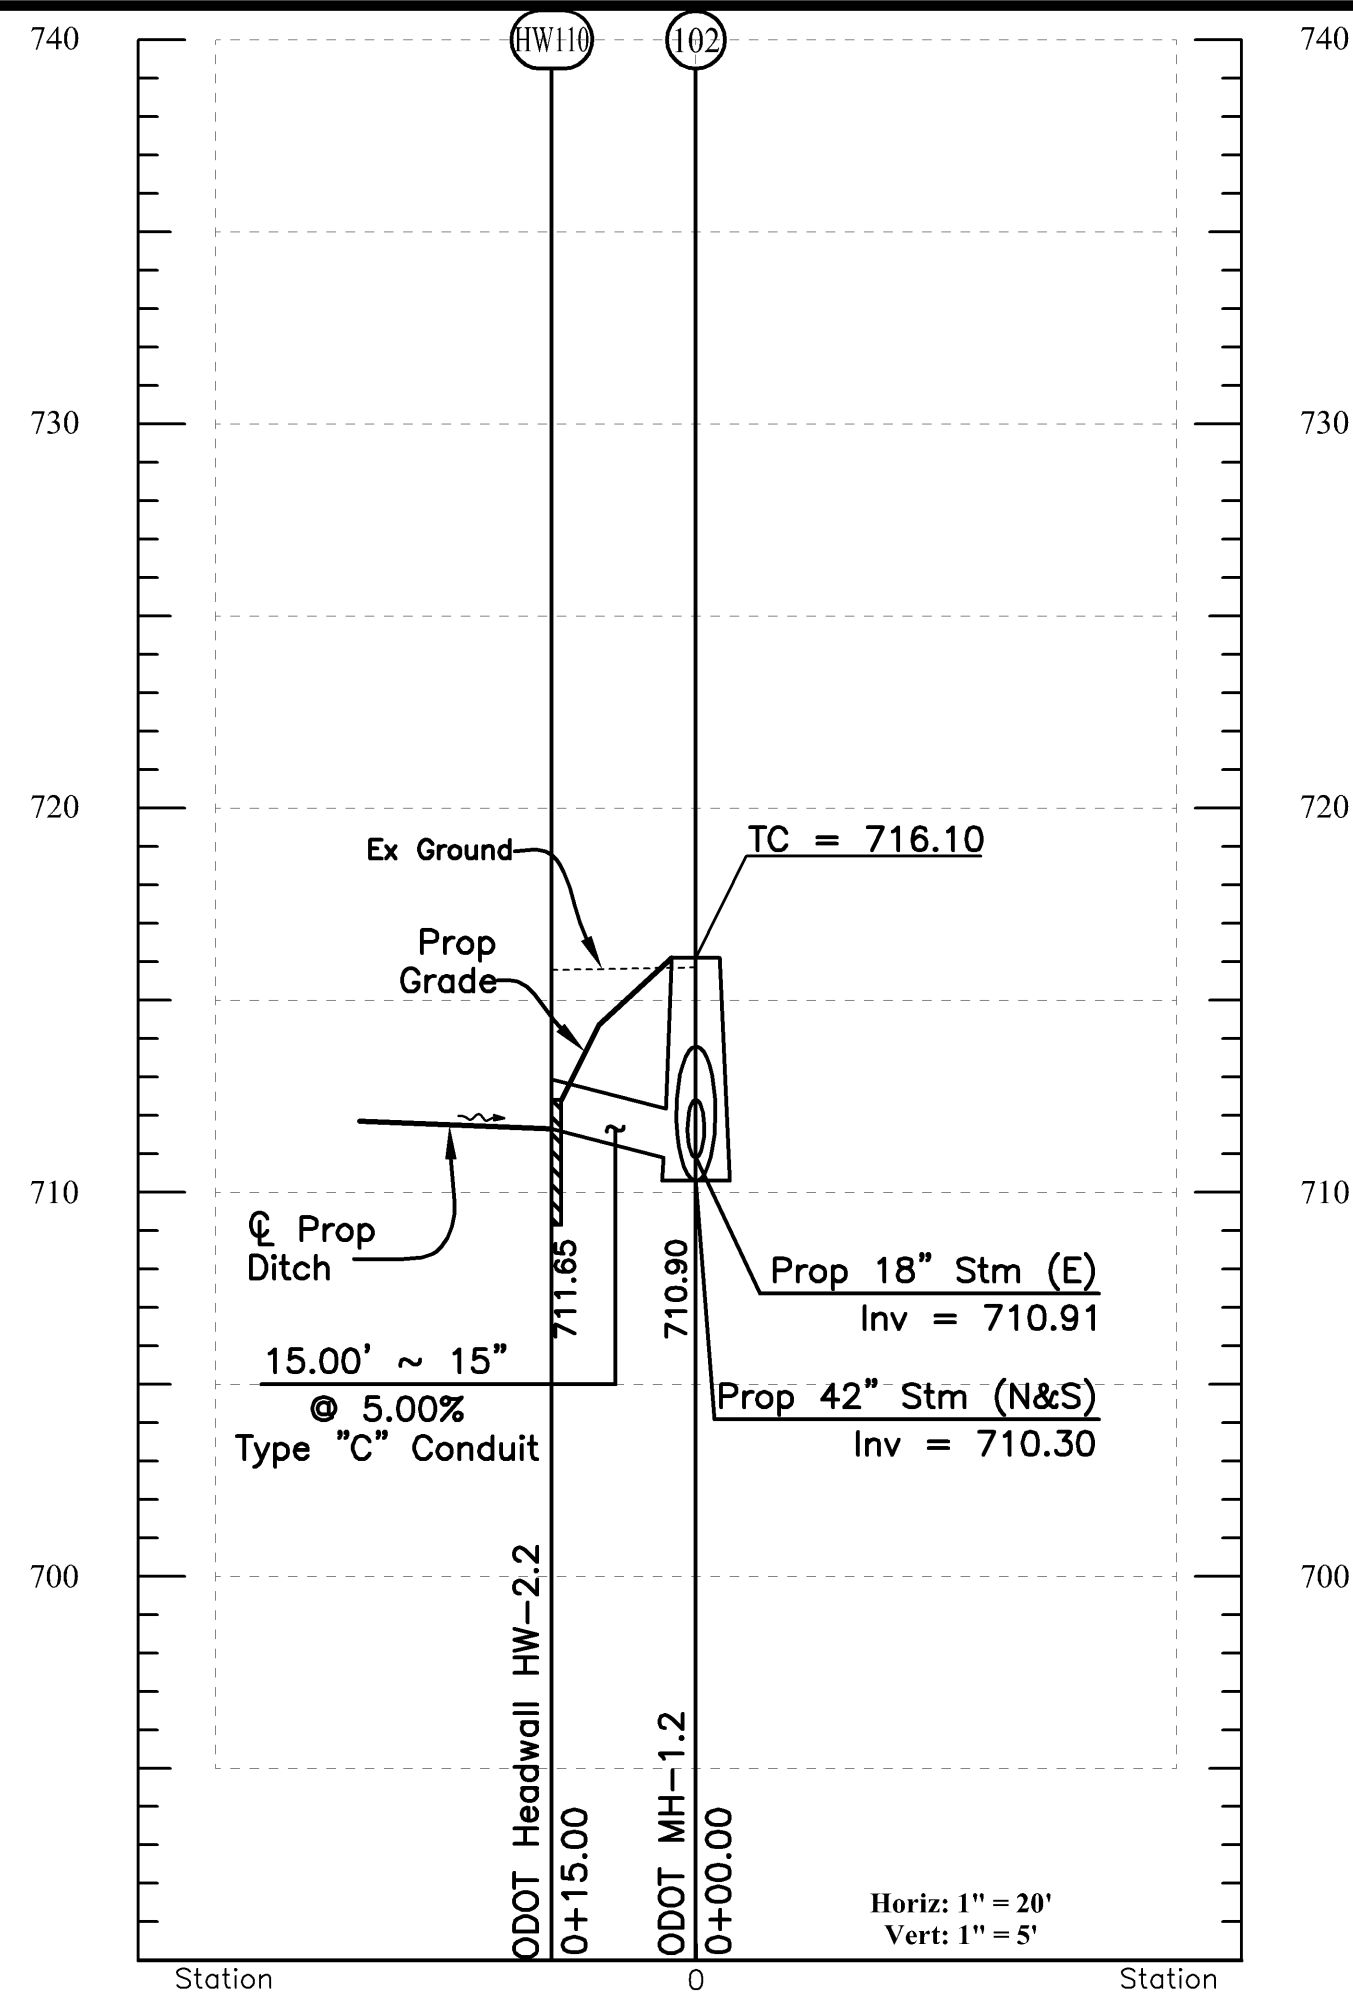 HW110
102
740
740
730
730
720
720
TC = 716.10
Ex Ground
Prop
Grade
710
710
℄ Prop
Ditch
711.65
710.90
Prop 18" Stm (E)
Inv = 710.91
15.00' ~ 15"
@ 5.00%
Type "C" Conduit
Prop 42" Stm (N&S)
Inv = 710.30
700
700
ODOT Headwall HW-2.2
0+15.00
ODOT MH-1.2
0+00.00
Horiz: 1" = 20'
Vert: 1" = 5'
Station
0
Station